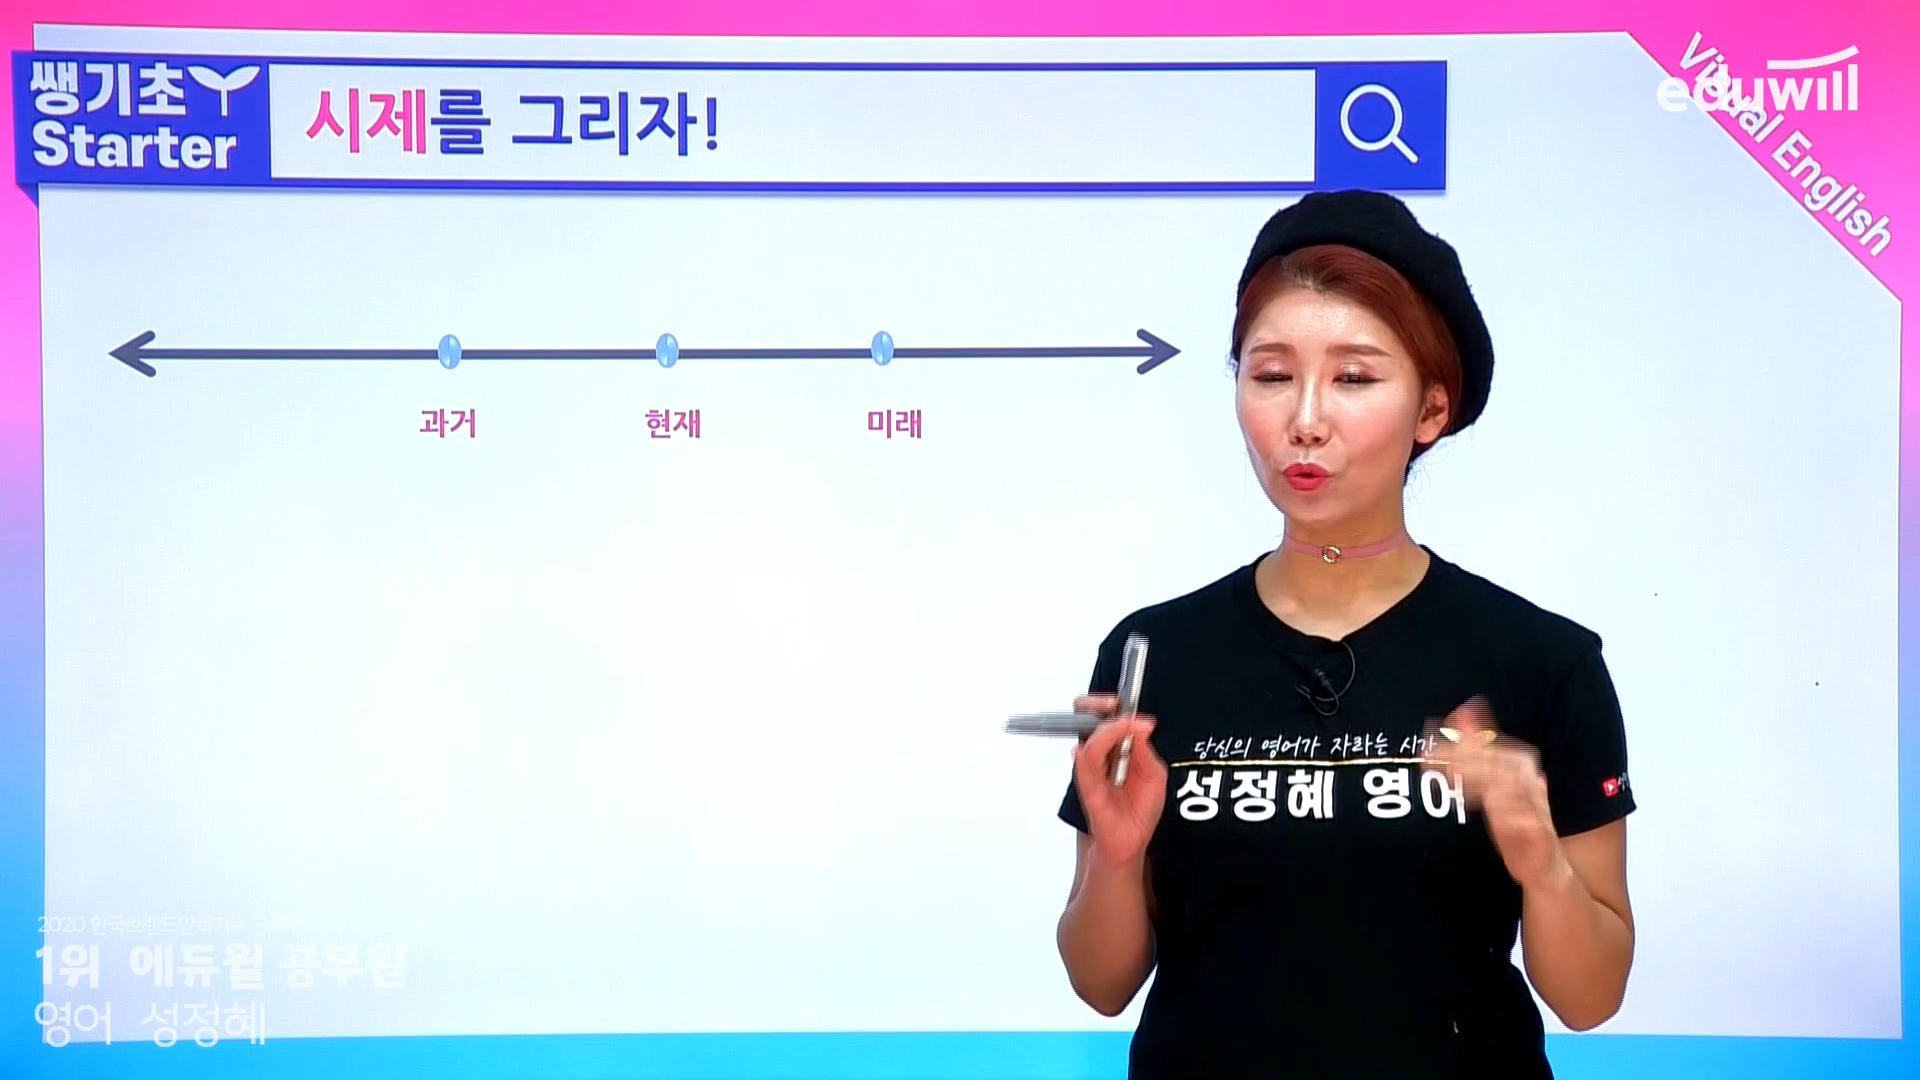 쌩기초
Starter
시제를 그리자!
eduwill
Visual English
과거 현재 미래
당신의 영어가 자라는 시간
성정혜 영어
2020
1위 에듀윌 공무원
영어 성정혜